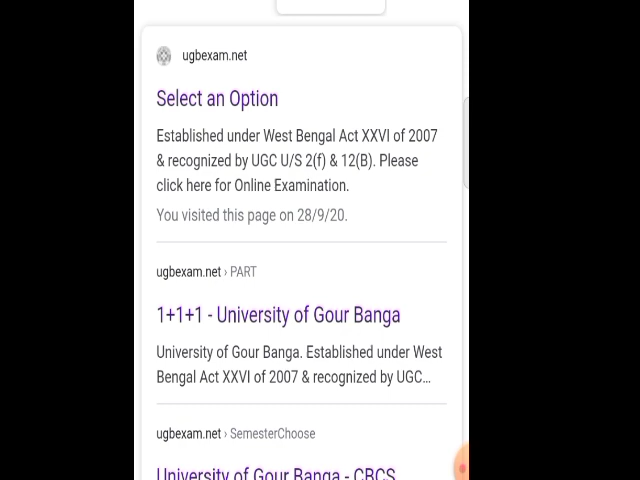 ugbexam.net
Select an Option
Established under West Bengal Act XXVI of 2007
& recognized by UGC U/S 2(f) & 12(B). Please
click here for Online Examination.
You visited this page on 28/9/20.
ugbexam.net › PART
1+1+1 - University of Gour Banga
University of Gour Banga. Established under West
Bengal Act XXVI of 2007 & recognized by UGC...
ugbexam.net › SemesterChoose
University of Gour Banga - CBCS